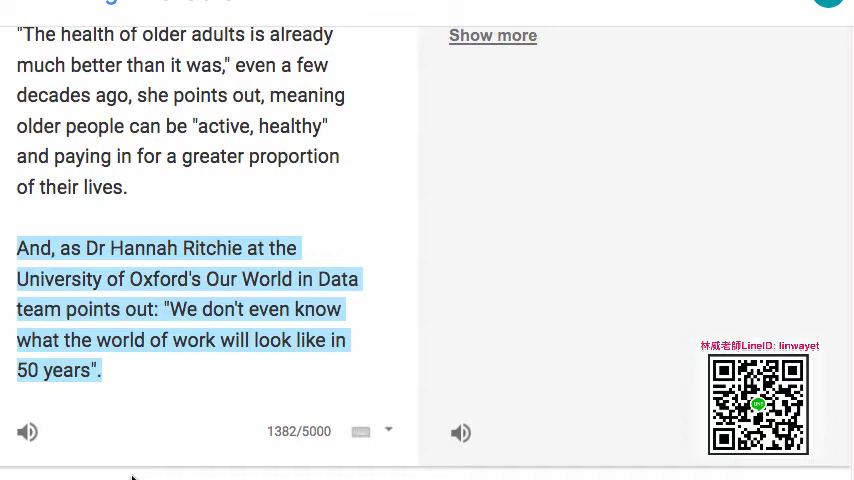 "The health of older adults is already
much better than it was," even a few
decades ago, she points out, meaning
older people can be "active, healthy"
and paying in for a greater proportion
of their lives.
And, as Dr Hannah Ritchie at the
University of Oxford's Our World in Data
team points out: "We don't even know
what the world of work will look like in
50 years".
1382/5000
Show more
林威老師LineID: linwayet